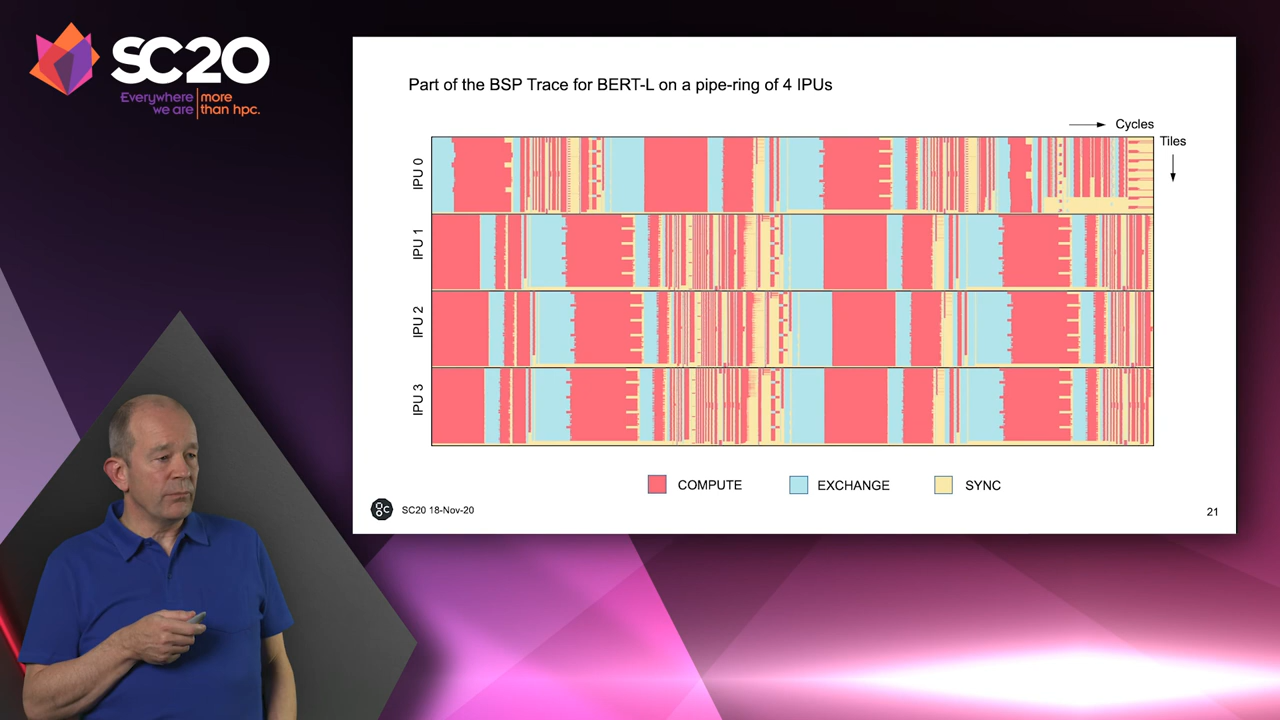 SC20
Everywhere we are
more than hpc.
Part of the BSP Trace for BERT-L on a pipe-ring of 4 IPUs
Cycles
Tiles
IPU 0
IPU 1
IPU 2
IPU 3
COMPUTE
EXCHANGE
SYNC
SC20 18-Nov-20
21